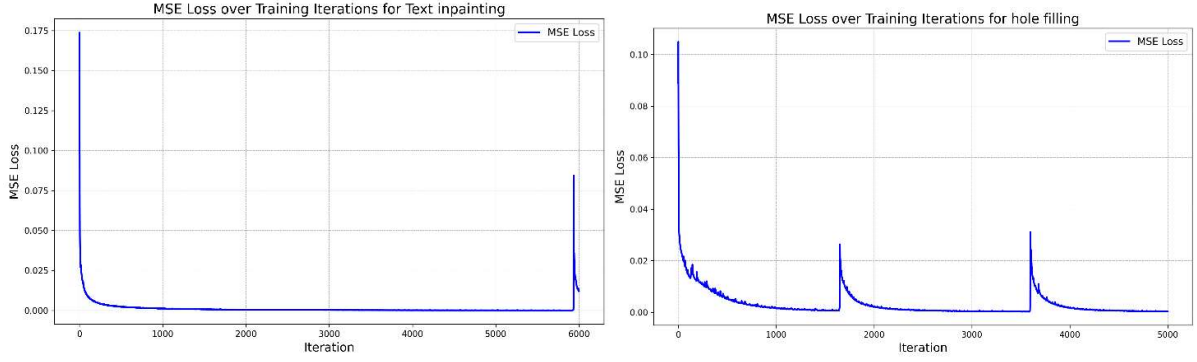 MSE Loss over Training Iterations for Text inpainting
MSE Loss
0.175
0.150
0.125
0.100
0.075
0.050
0.025
0.000
MSE Loss
0 1000 2000 3000 4000 5000 6000
Iteration
MSE Loss over Training Iterations for hole filling
MSE Loss
0.10
0.08
0.06
0.04
0.02
0.00
MSE Loss
0 1000 2000 3000 4000 5000
Iteration